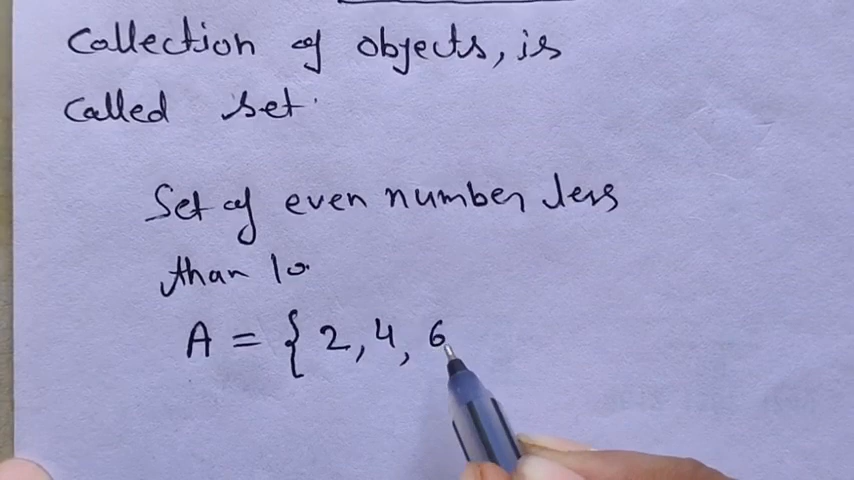 Collection of objects, is
called set.
Set of even number less
than 10
A = { 2, 4, 6